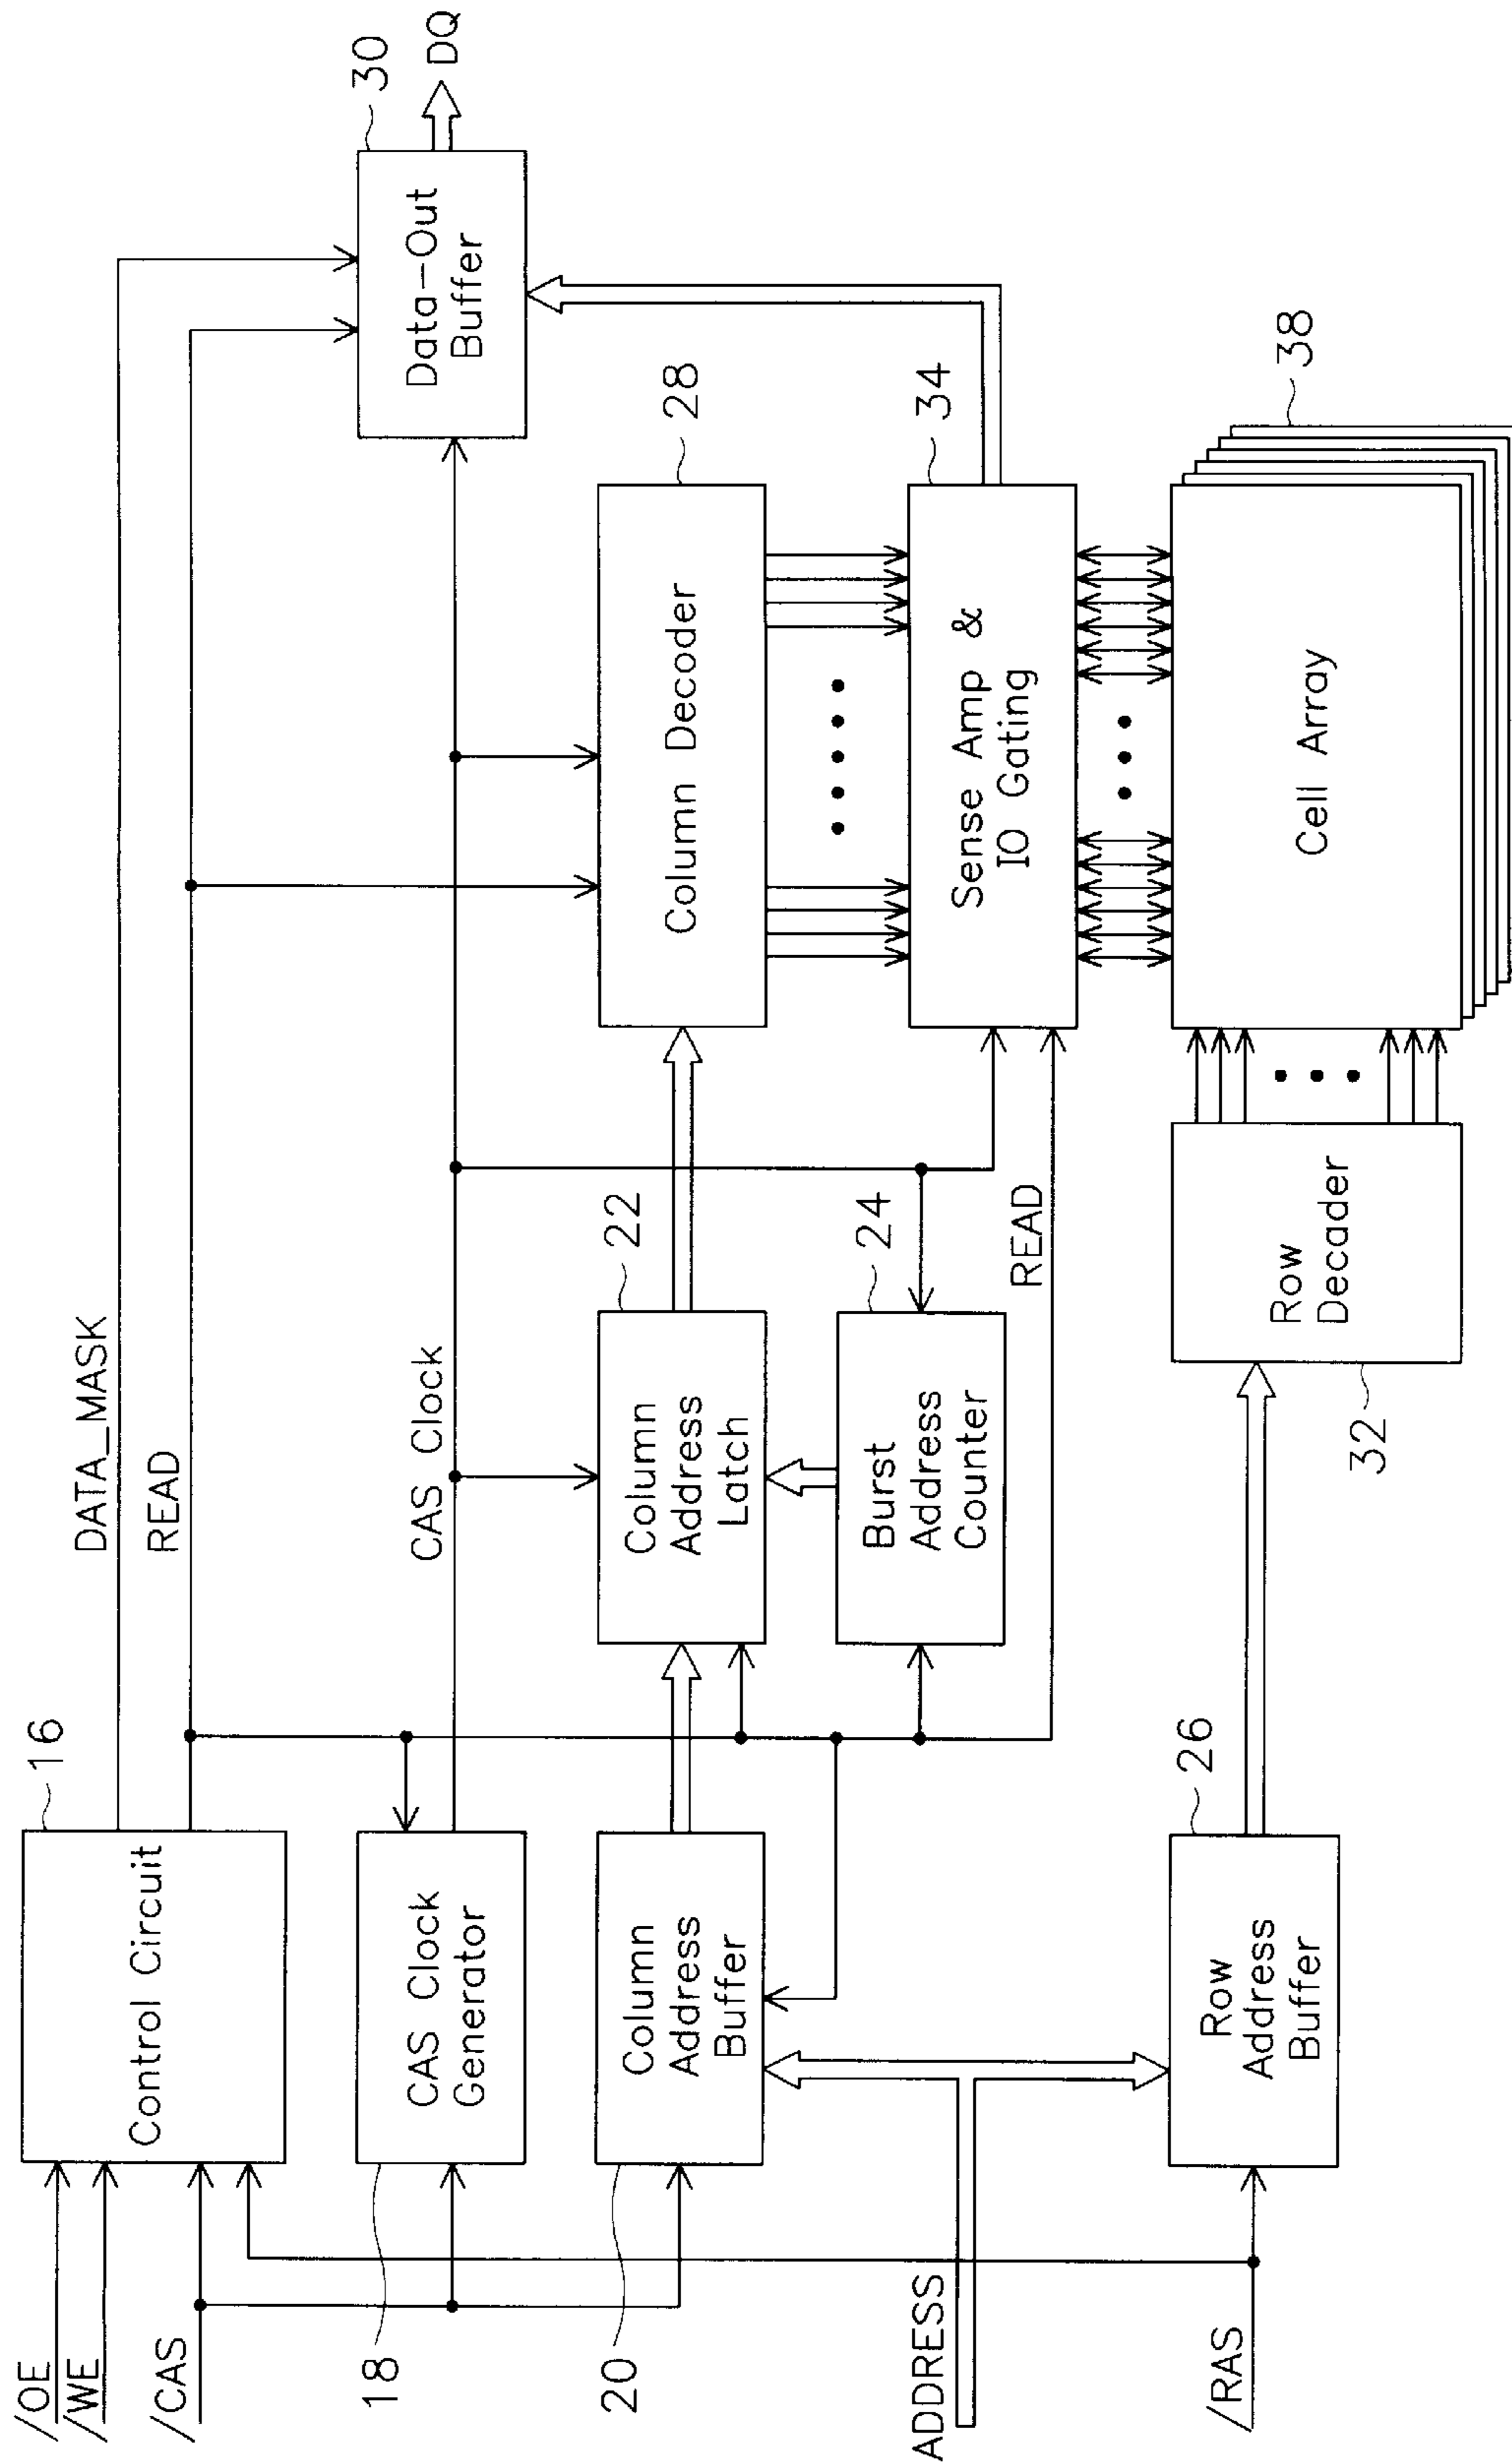 /OE
/WE
/CAS
ADDRESS
/RAS
Control Circuit
16
CAS Clock
Generator
18
Column
Address
Buffer
20
Row
Address
Buffer
26
DATA_MASK
READ
CAS Clock
Column
Address
Latch
22
Burst
Address
Counter
24
READ
Row
Decader
32
Column Decoder
28
Sense Amp &
IO Gating
34
Cell Array
38
Data-Out
Buffer
30
DQ